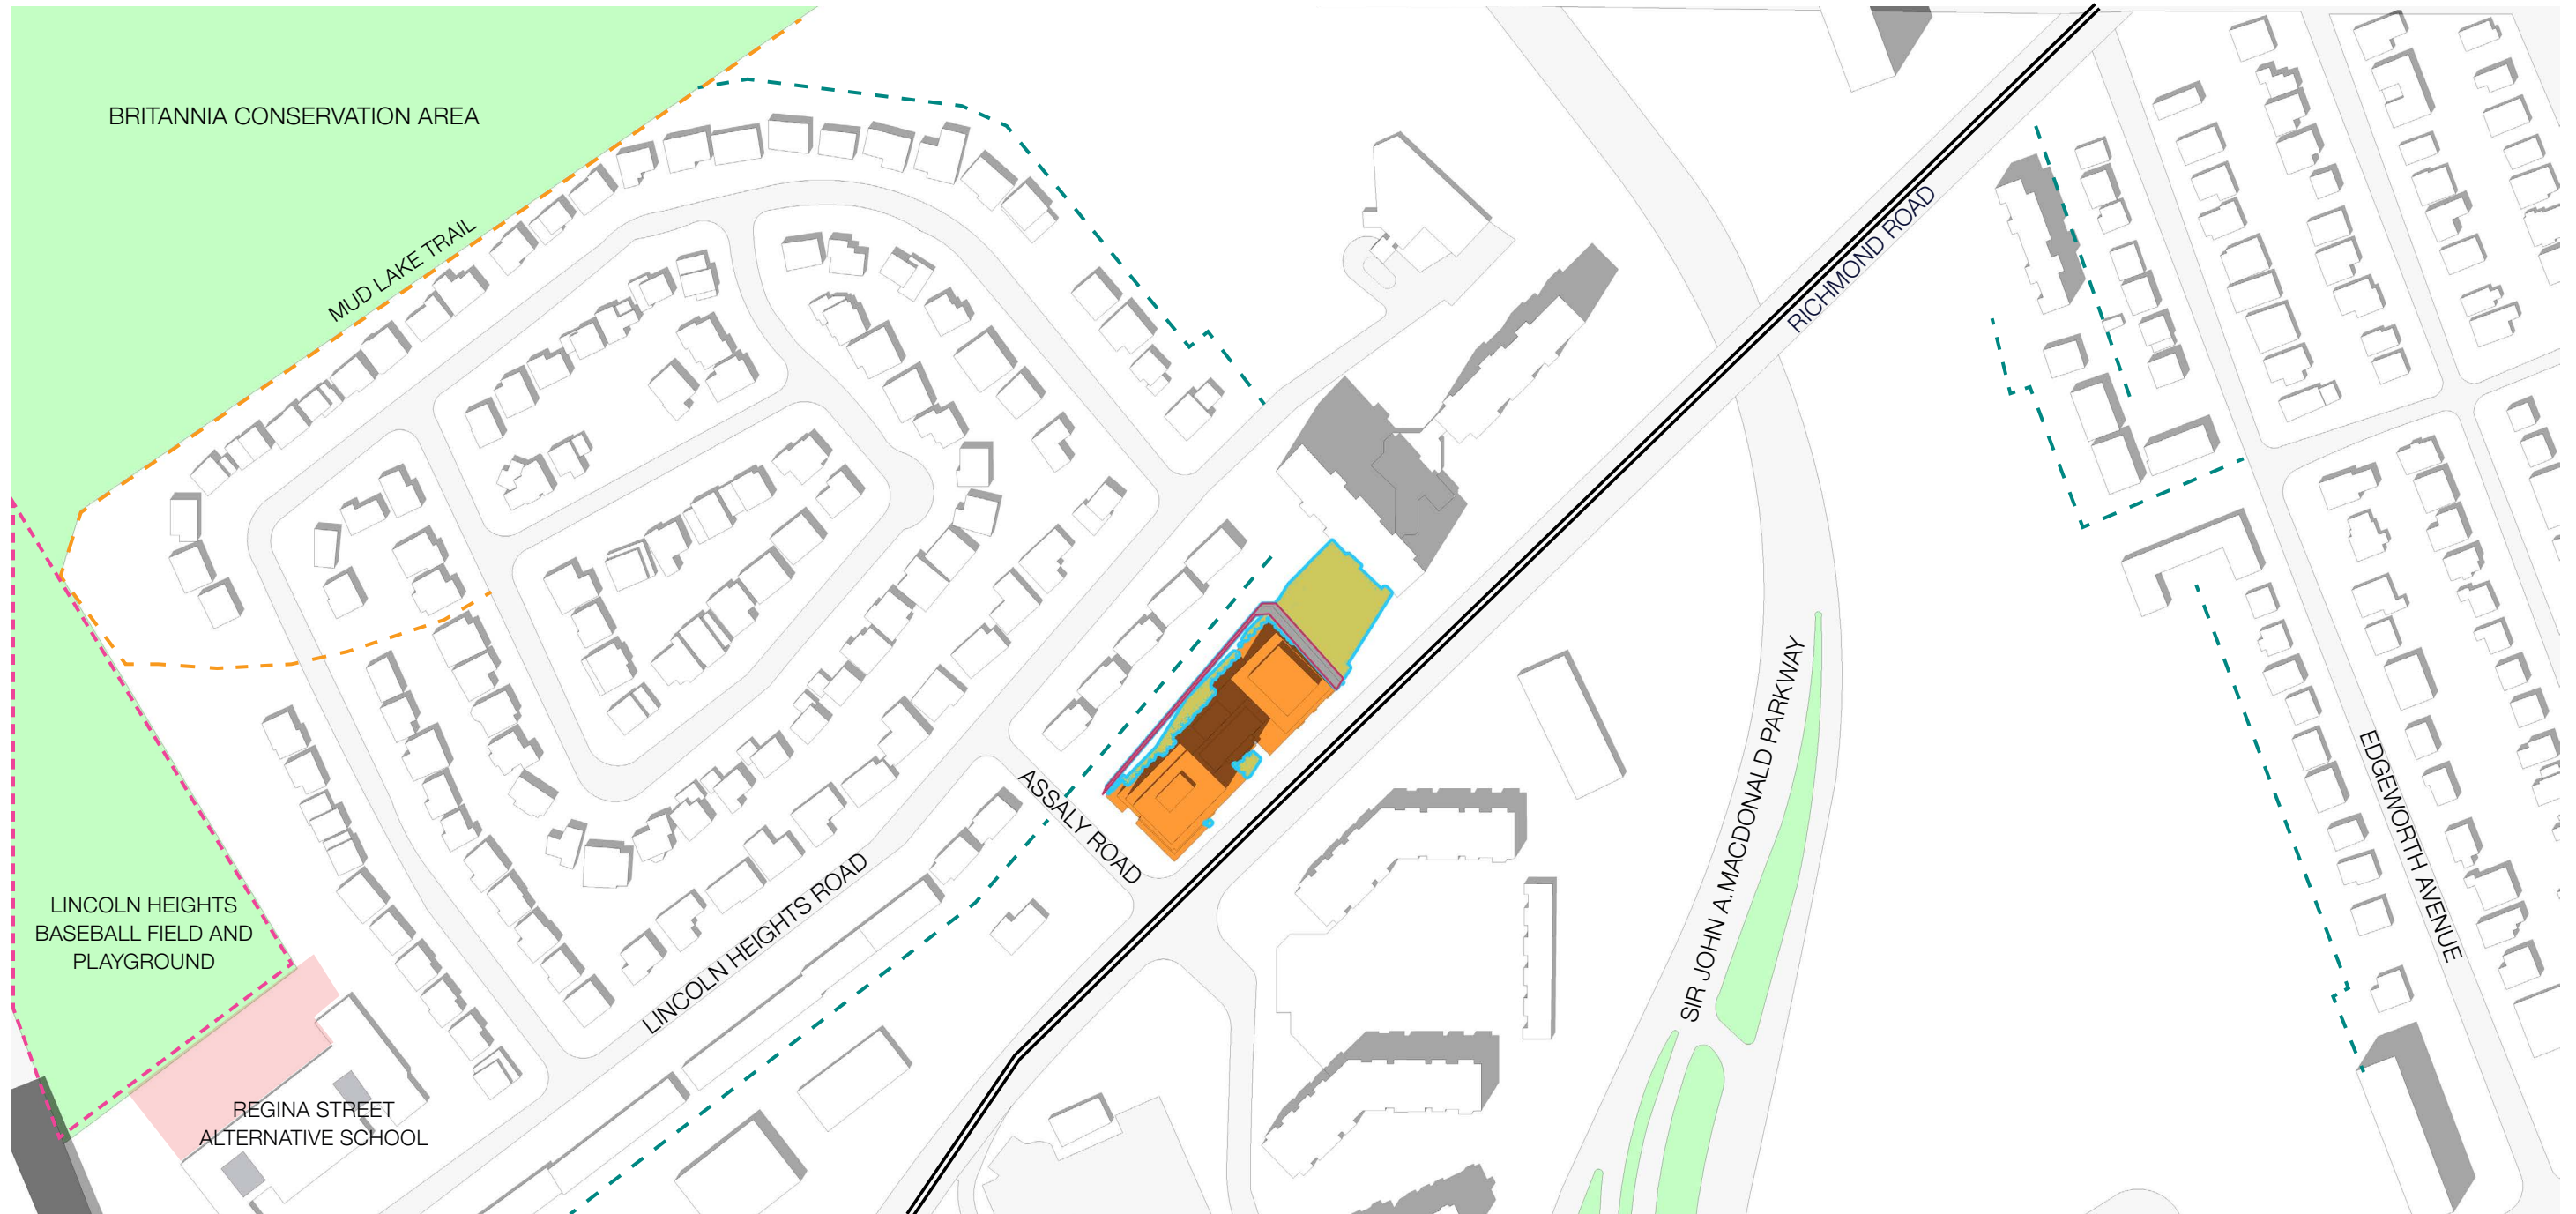 BRITANNIA CONSERVATION AREA
MUD LAKE TRAIL
RICHMOND ROAD
SIR JOHN A.MACDONALD PARKWAY
EDGEWORTH AVENUE
ASSALY ROAD
LINCOLN HEIGHTS ROAD
LINCOLN HEIGHTS
BASEBALL FIELD AND
PLAYGROUND
REGINA STREET
ALTERNATIVE SCHOOL